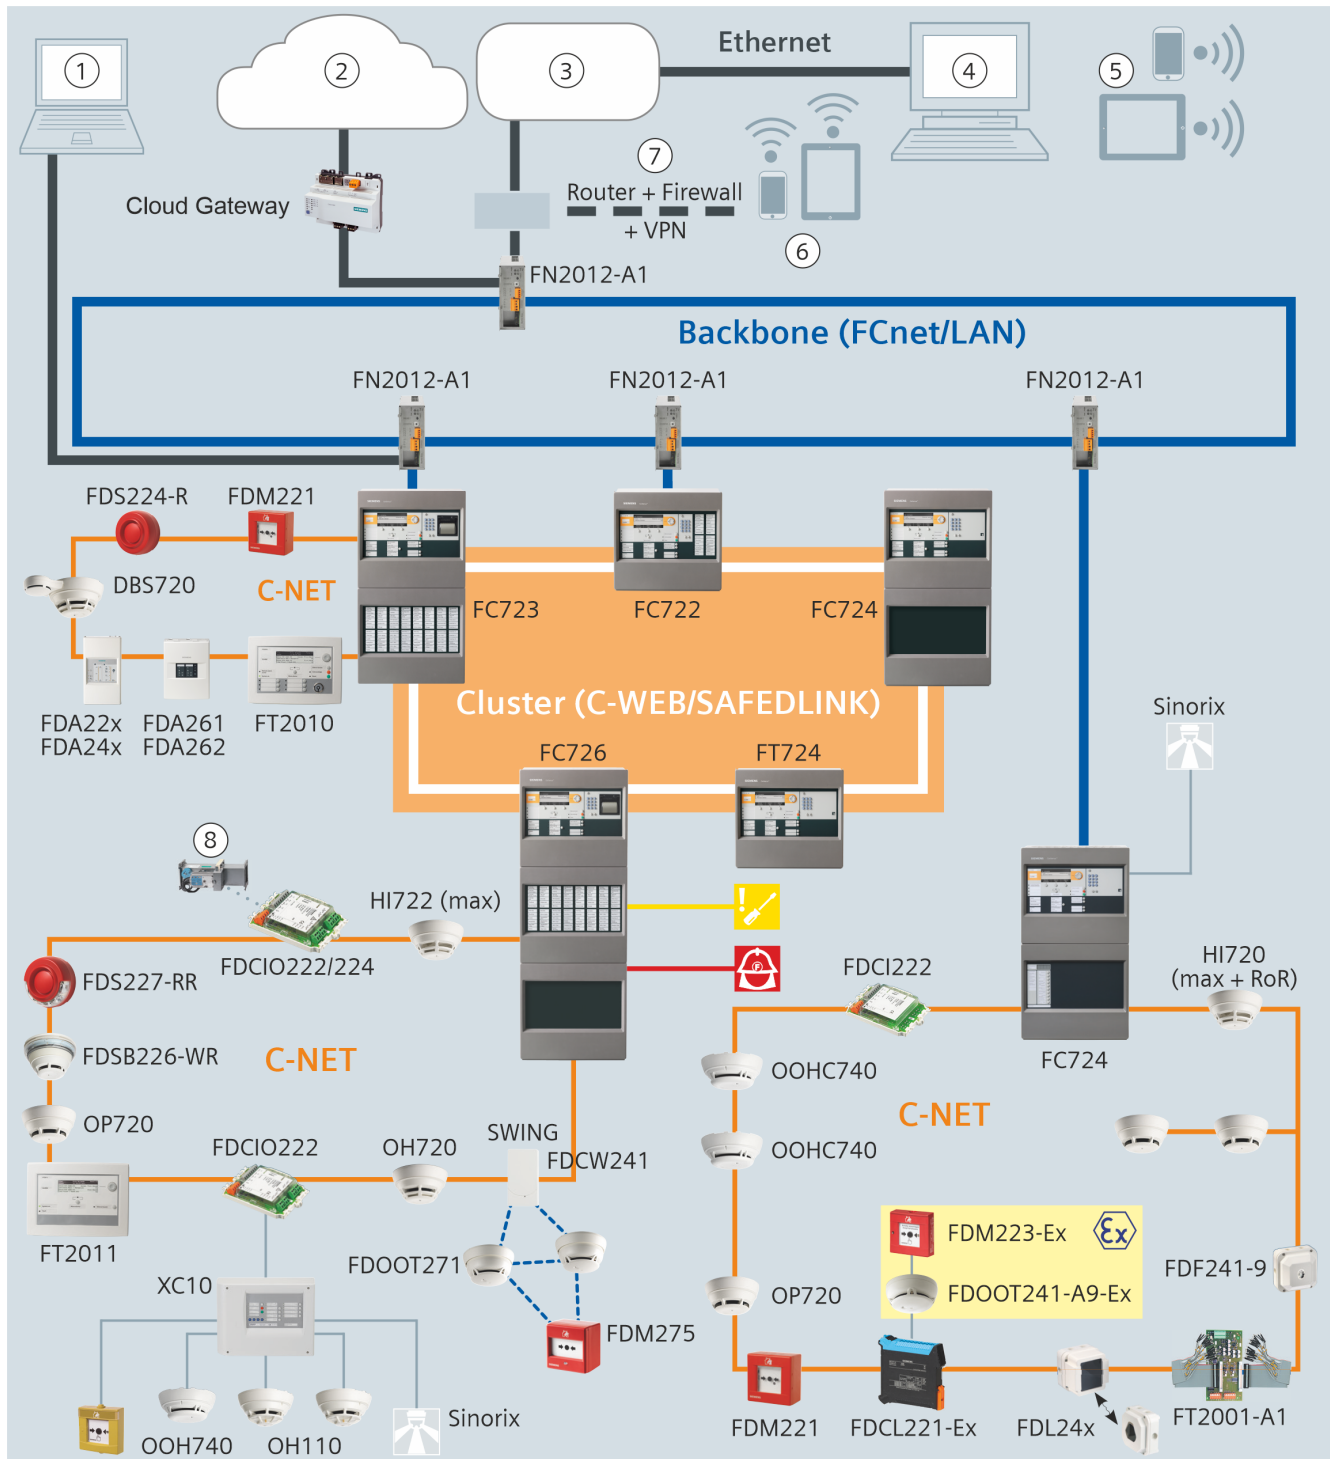 1
2
3
Ethernet
4
5
7
Router + Firewall
+ VPN
6
Cloud Gateway
FN2012-A1
Backbone (FCnet/LAN)
FN2012-A1
FN2012-A1
FN2012-A1
FDS224-R
FDM221
DBS720
C-NET
FC723
FC722
FC724
FDA22x
FDA24x
FDA261
FDA262
FT2010
Cluster (C-WEB/SAFEDLINK)
Sinorix
FC726
FT724
8
HI722 (max)
FDCIO222/224
FDS227-RR
FDCI222
HI720
(max + RoR)
FDSB226-WR
C-NET
OOHC740
FC724
OP720
C-NET
FDCIO222
OH720
SWING
FDCW241
OOHC740
FT2011
FDOOT271
FDM223-Ex
Ex
FDOOT241-A9-Ex
FDF241-9
XC10
OP720
FDM275
OOH740
OH110
Sinorix
FDM221
FDCL221-Ex
FDL24x
FT2001-A1